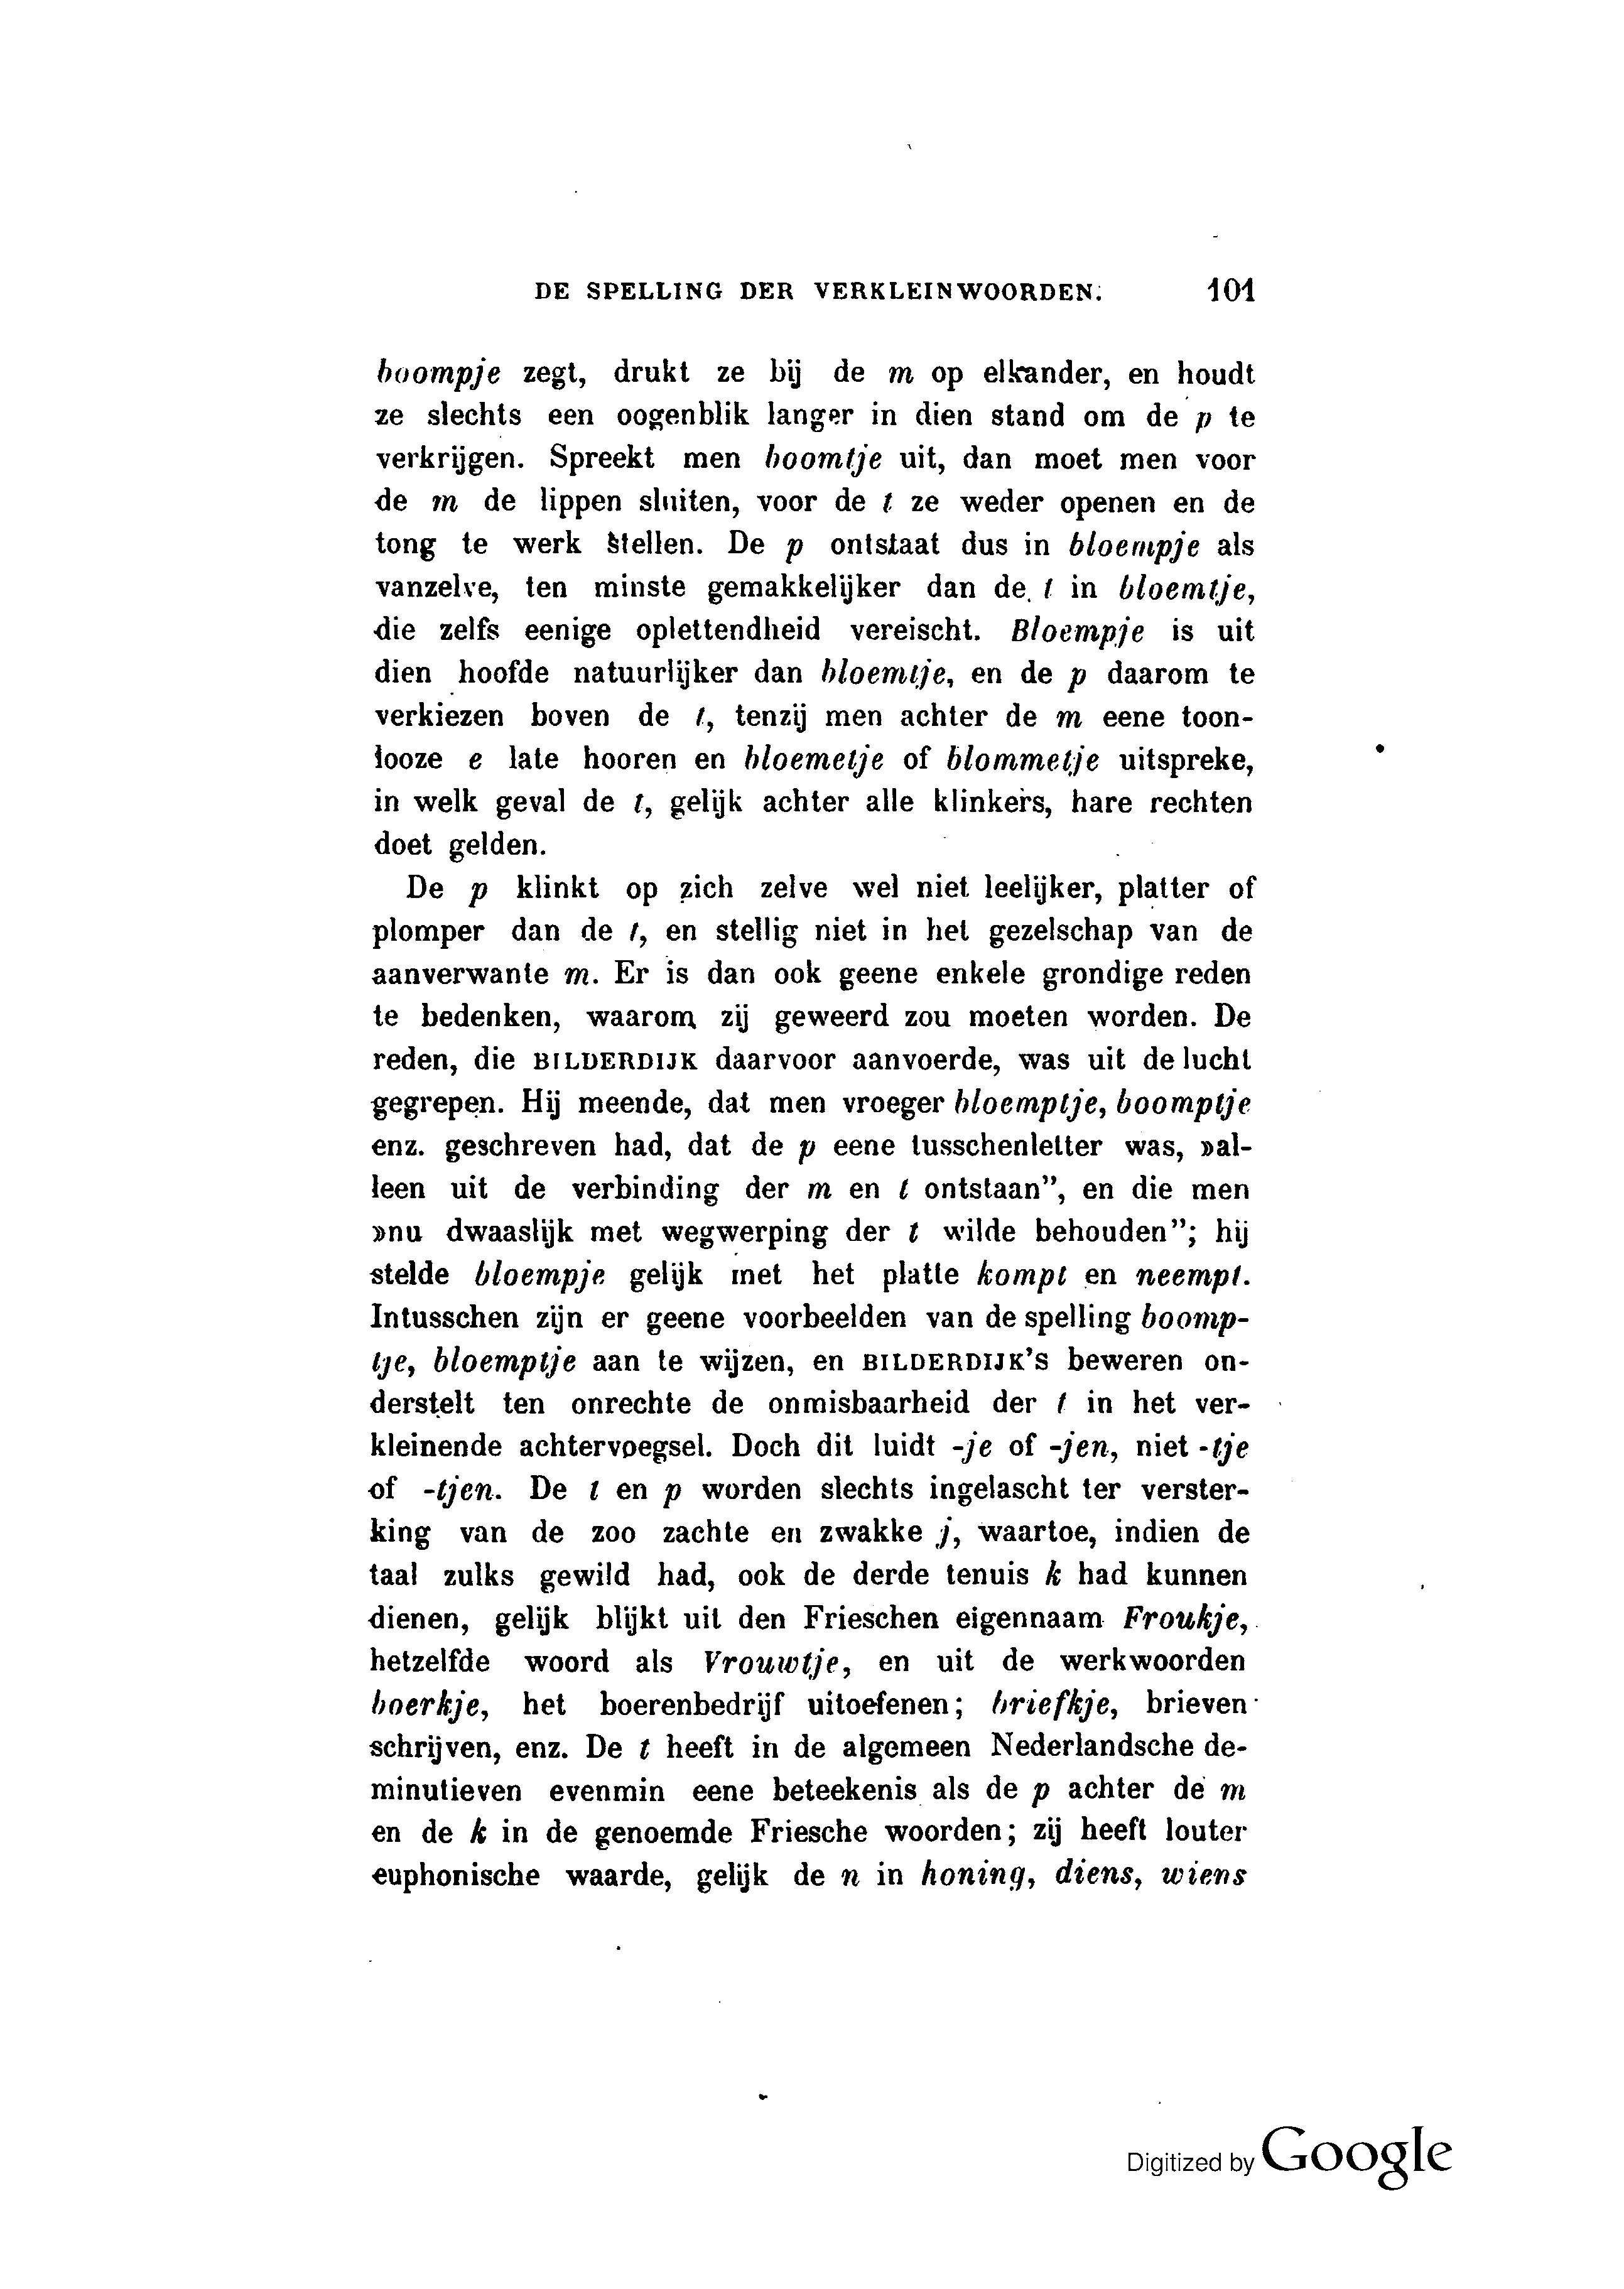 DE SPELLING DER VERKLEINWOORDEN. 101
boompje zegt, drukt ze bij de m op elkander, en houdt
ze slechts een oogenblik langer in dien stand om de p te
verkrijgen. Spreekt men boomtje uit, dan moet men voor
de m de lippen sluiten, voor de t ze weder openen en de
tong te werk stellen. De p ontstaat dus in bloempje als
vanzelve, ten minste gemakkelijker dan de t in bloemtje,
die zelfs eenige oplettendheid vereischt. Bloempje is uit
dien hoofde natuurlijker dan bloemtje, en de p daarom te
verkiezen boven de t, tenzij men achter de m eene toon-
looze e late hooren en bloemetje of blommetje uitspreke,
in welk geval de t, gelijk achter alle klinkers, hare rechten
doet gelden.
De p klinkt op zich zelve wel niet leelijker, platter of
plomper dan de t, en stellig niet in het gezelschap van de
aanverwante m. Er is dan ook geene enkele grondige reden
te bedenken, waarom zij geweerd zou moeten worden. De
reden, die BILDERDIJK daarvoor aanvoerde, was uit de lucht
gegrepen. Hij meende, dat men vroeger bloemptje, boomptje
enz. geschreven had, dat de p eene tusschenletter was, »al-
leen uit de verbinding der m en t ontstaan”, en die men
»nu dwaaslijk met wegwerping der t wilde behouden”; hij
stelde bloempje gelijk met het platte kompt en neempt.
Intusschen zijn er geene voorbeelden van de spelling boomp-
tje, bloemptje aan te wijzen, en BILDERDIJK’S beweren on-
derstelt ten onrechte de onmisbaarheid der t in het ver-
kleinende achtervoegsel. Doch dit luidt -je of -jen, niet -tje
of -tjen. De t en p worden slechts ingelascht ter verster-
king van de zoo zachte en zwakke j, waartoe, indien de
taal zulks gewild had, ook de derde tenuis k had kunnen
dienen, gelijk blijkt uit den Frieschen eigennaam Froukje,
hetzelfde woord als Vrouwtje, en uit de werkwoorden
boerkje, het boerenbedrijf uitoefenen; briefkje, brieven
schrijven, enz. De t heeft in de algemeen Nederlandsche de-
minutieven evenmin eene beteekenis als de p achter de m
en de k in de genoemde Friesche woorden; zij heeft louter
euphonische waarde, gelijk de n in honing, diens, wiens
Digitized by Google